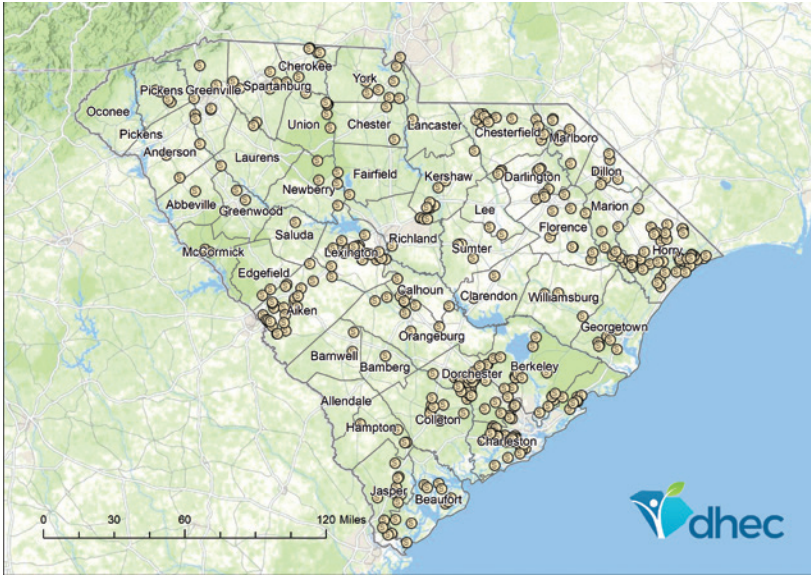 Cherokee
York
Pickens Greenville
Spartanburg
Oconee
Union
Chester
Lancaster
Chesterfield
Pickens
Marlboro
Anderson
Laurens
Dillon
Fairfield
Kershaw
Darlington
Newberry
Abbeville
Lee
Marion
Greenwood
Florence
Saluda
Richland
McCormick
Lexington
Sumter
Horry
Edgefield
Calhoun
Clarendon
Williamsburg
Aiken
Georgetown
Orangeburg
Barnwell
Bamberg
Dorchester
Berkeley
Allendale
Colleton
Hampton
Charleston
Jasper
Beaufort
0 30 60 120 Miles
dhec